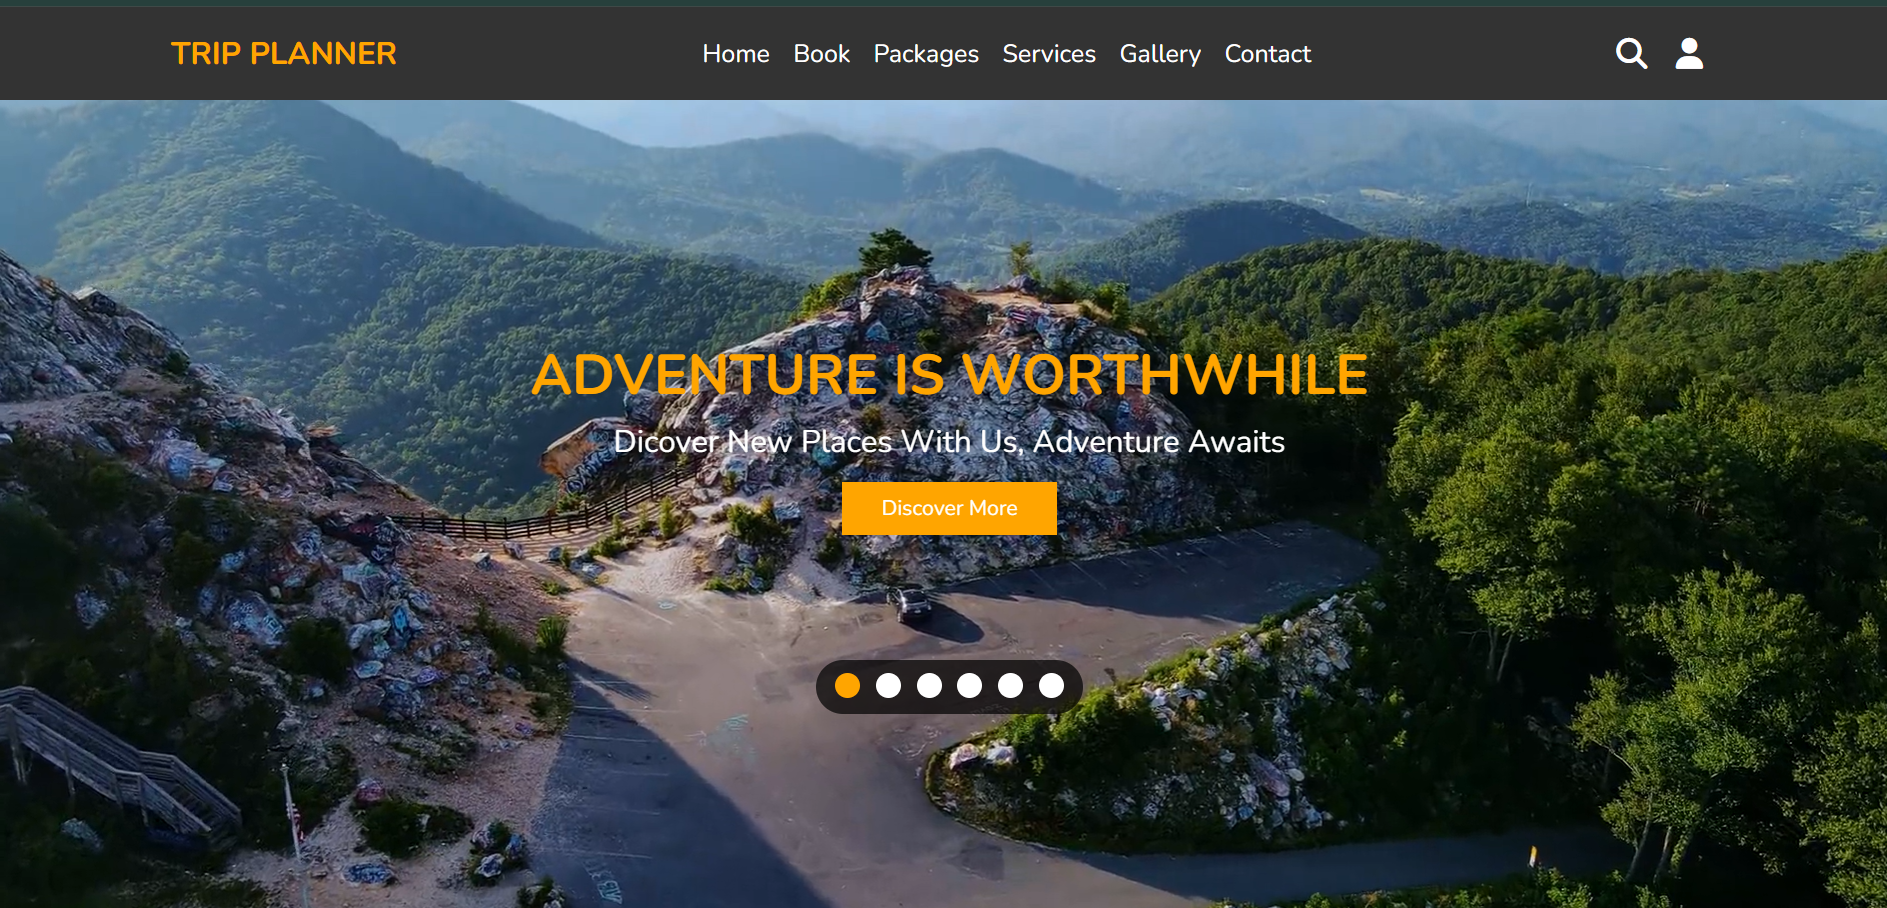 TRIP PLANNER
Home Book Packages Services Gallery Contact
ADVENTURE IS WORTHWHILE
Dicover New Places With Us, Adventure Awaits
Discover More